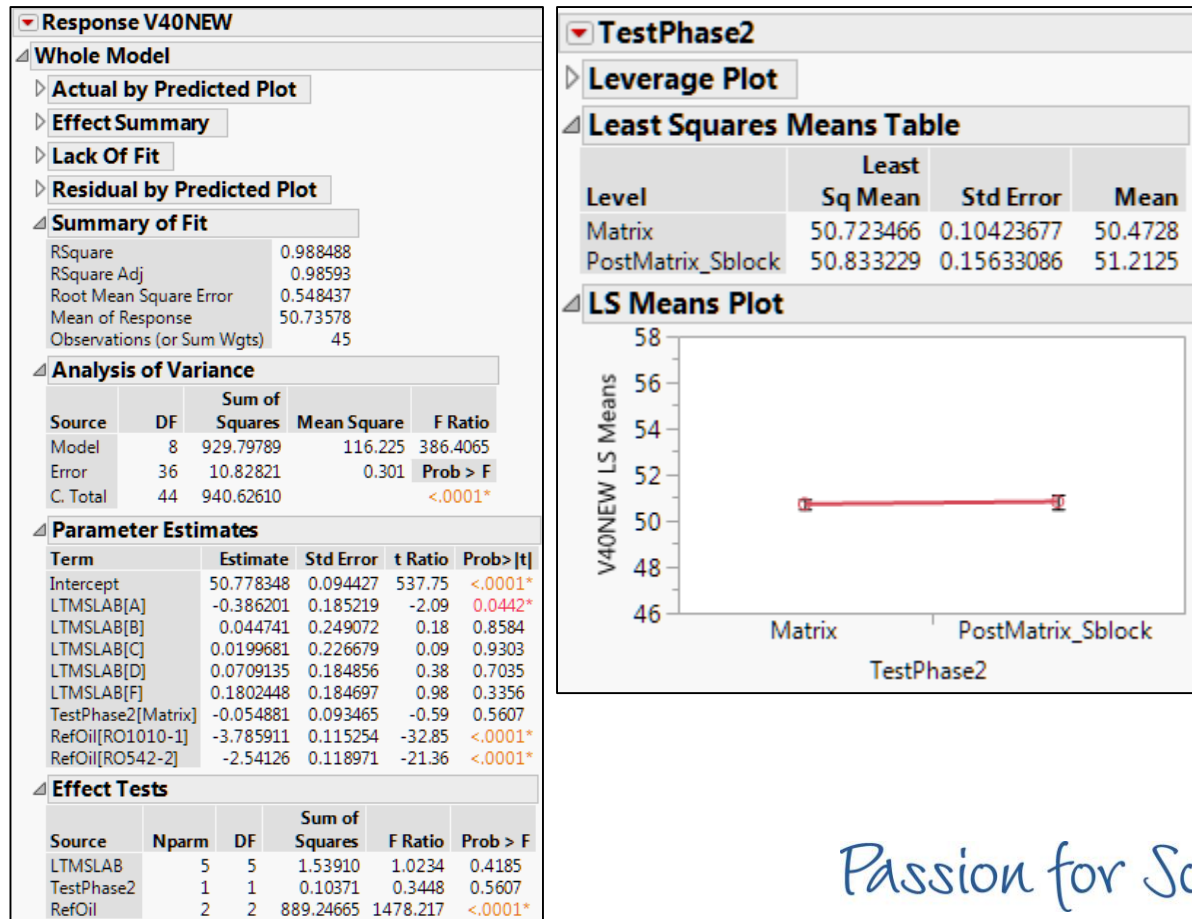 Response V40NEW
Whole Model
Actual by Predicted Plot
Effect Summary
Lack Of Fit
Residual by Predicted Plot
Summary of Fit
RSquare 0.988488
RSquare Adj 0.98593
Root Mean Square Error 0.548437
Mean of Response 50.73578
Observations (or Sum Wgts) 45
Analysis of Variance
Sum of
Source DF Squares Mean Square F Ratio
Model 8 929.79789 116.225 386.4065
Error 36 10.82821 0.301 Prob > F
C. Total 44 940.62610 <.0001*
Parameter Estimates
Term Estimate Std Error t Ratio Prob>|t|
Intercept 50.778348 0.094427 537.75 <.0001*
LTMSLAB[A] -0.386201 0.185219 -2.09 0.0442*
LTMSLAB[B] 0.044741 0.249072 0.18 0.8584
LTMSLAB[C] 0.0199681 0.226679 0.09 0.9303
LTMSLAB[D] 0.0709135 0.184856 0.38 0.7035
LTMSLAB[F] 0.1802448 0.184697 0.98 0.3356
TestPhase2[Matrix] -0.054881 0.093465 -0.59 0.5607
RefOil[RO1010-1] -3.785911 0.115254 -32.85 <.0001*
RefOil[RO542-2] -2.54126 0.118971 -21.36 <.0001*
Effect Tests
Sum of
Source Nparm DF Squares F Ratio Prob > F
LTMSLAB 5 5 1.53910 1.0234 0.4185
TestPhase2 1 1 0.10371 0.3448 0.5607
RefOil 2 2 889.24665 1478.217 <.0001*
TestPhase2
Leverage Plot
Least Squares Means Table
Least
Level Sq Mean Std Error Mean
Matrix 50.723466 0.10423677 50.4728
PostMatrix_Sblock 50.833229 0.15633086 51.2125
LS Means Plot
V40NEW LS Means
58
56
54
52
50
48
46
Matrix PostMatrix_Sblock
TestPhase2
Passion for So